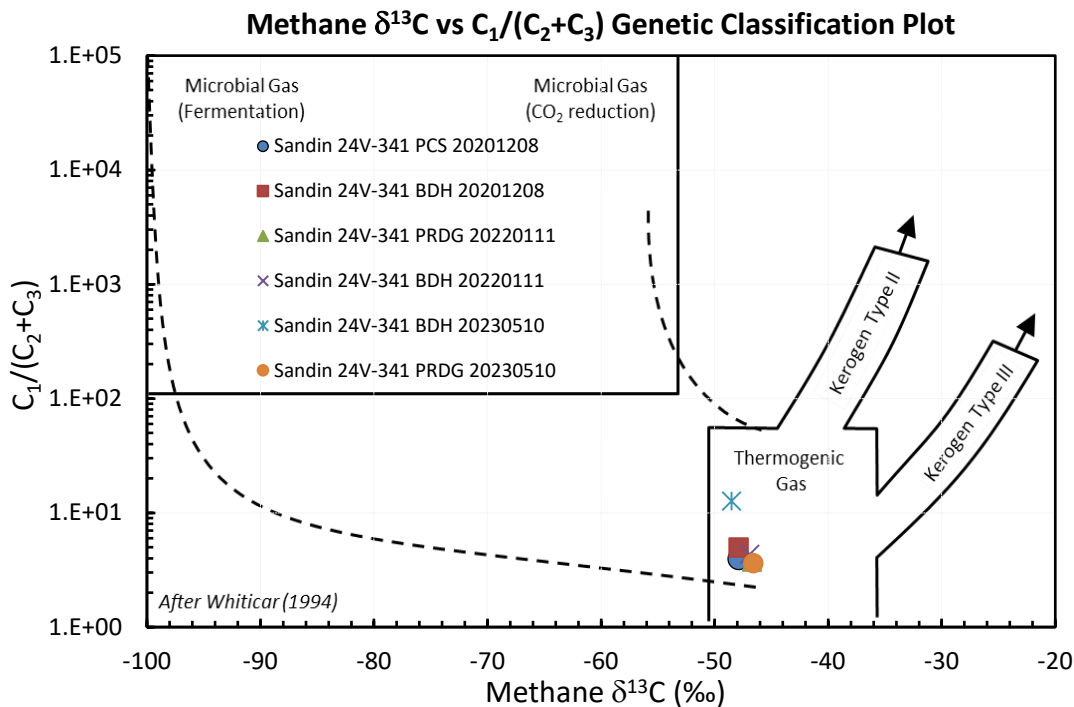 Methane δ¹³C vs C₁/(C₂+C₃) Genetic Classification Plot
1.E+05
1.E+04
1.E+03
1.E+02
1.E+01
1.E+00
C₁/(C₂+C₃)
Microbial Gas
(Fermentation)
Microbial Gas
(CO₂ reduction)
Sandin 24V-341 PCS 20201208
Sandin 24V-341 BDH 20201208
Sandin 24V-341 PRDG 20220111
Sandin 24V-341 BDH 20220111
Sandin 24V-341 BDH 20230510
Sandin 24V-341 PRDG 20230510
Kerogen Type II
Kerogen Type III
Thermogenic
Gas
After Whiticar (1994)
-100 -90 -80 -70 -60 -50 -40 -30 -20
Methane δ¹³C (‰)